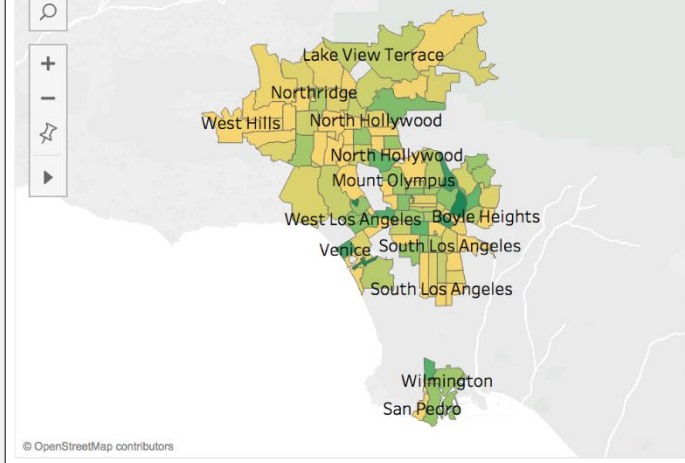 Lake View Terrace
Northridge
West Hills
North Hollywood
North Hollywood
Mount Olympus
West Los Angeles
Boyle Heights
Venice
South Los Angeles
South Los Angeles
Wilmington
San Pedro
© OpenStreetMap contributors